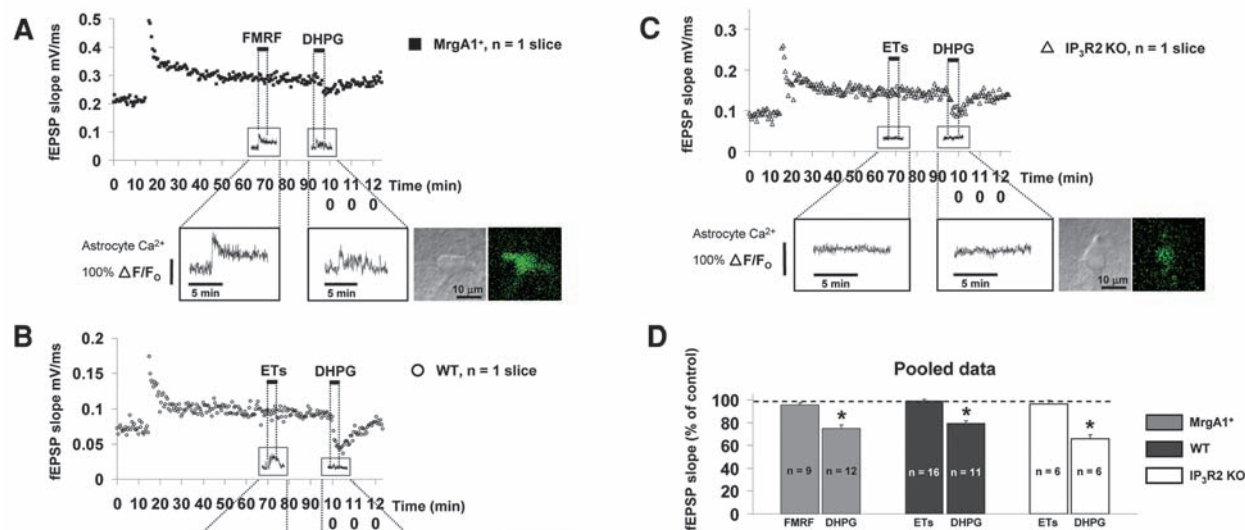 A
fEPSP slope mV/ms
0.5
0.4
0.3
0.2
0.1
0
FMRF
DHPG
MrgA1⁺, n = 1 slice
0 10 20 30 40 50 60 70 80 90 10 11 12 Time (min)
0 0 0
Astrocyte Ca²⁺
100% ΔF/F₀
5 min
5 min
10 μm
B
fEPSP slope mV/ms
0.2
0.15
0.1
0.05
0
ETs
DHPG
WT, n = 1 slice
0 10 20 30 40 50 60 70 80 90 10 11 12 Time (min)
0 0 0
C
fEPSP slope mV/ms
0.4
0.3
0.2
0.1
0
ETs
DHPG
IP₃R2 KO, n = 1 slice
0 10 20 30 40 50 60 70 80 90 10 11 12 Time (min)
0 0 0
Astrocyte Ca²⁺
100% ΔF/F₀
5 min
5 min
10 μm
D
Pooled data
fEPSP slope (% of control)
100
80
60
40
20
0
* * *
n = 9
n = 12
n = 16
n = 11
n = 6
n = 6
FMRF DHPG ETs DHPG ETs DHPG
MrgA1⁺
WT
IP₃R2 KO